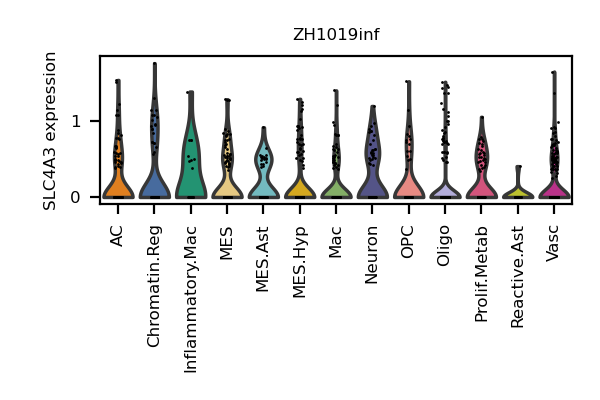 ZH1019inf
SLC4A3 expression
1
0
AC
Chromatin.Reg
Inflammatory.Mac
MES
MES.Ast
MES.Hyp
Mac
Neuron
OPC
Oligo
Prolif.Metab
Reactive.Ast
Vasc